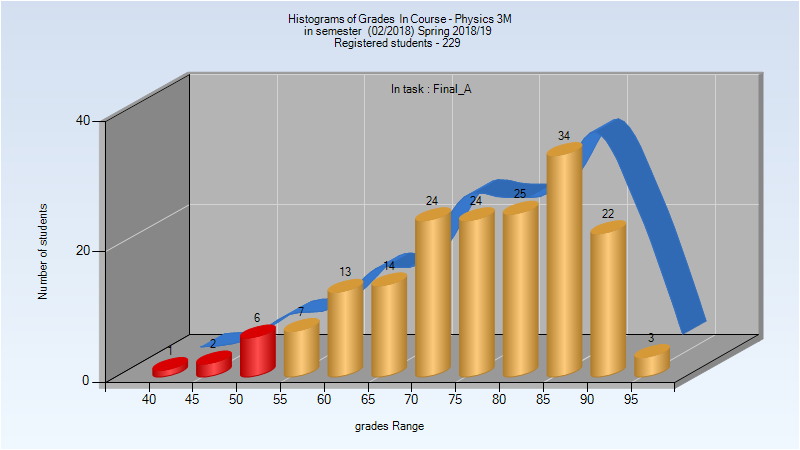 Histograms of Grades In Course - Physics 3M
in semester (02/2018) Spring 2018/19
Registered students - 229
In task : Final_A
40
20
0
Number of students
1
2
6
7
13
14
24
24
25
34
22
3
40 45 50 55 60 65 70 75 80 85 90 95
grades Range